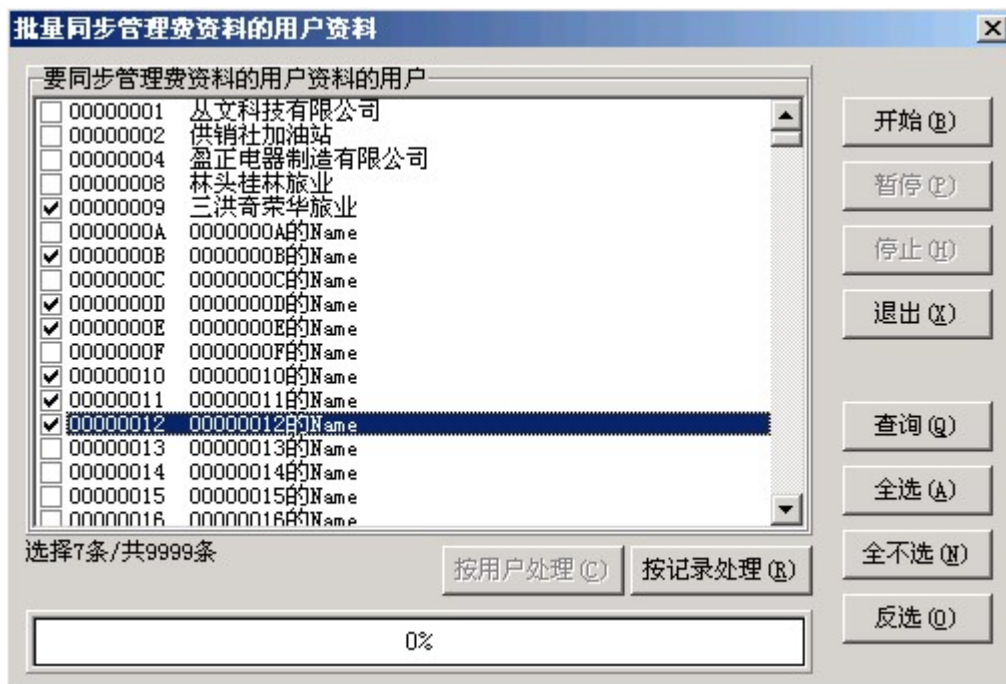 批量同步管理费资料的用户资料
要同步管理费资料的用户资料的用户
00000001 丛文科技有限公司
00000002 供销社加油站
00000004 盈正电器制造有限公司
00000008 林头桂林旅业
00000009 三洪奇荣华旅业
0000000A 0000000A的Name
0000000B 0000000B的Name
0000000C 0000000C的Name
0000000D 0000000D的Name
0000000E 0000000E的Name
0000000F 0000000F的Name
00000010 00000010的Name
00000011 00000011的Name
00000012 00000012的Name
00000013 00000013的Name
00000014 00000014的Name
00000015 00000015的Name
00000016 00000016的Name
选择7条/共9999条
按用户处理(C) 按记录处理(R)
0%
开始(B)
暂停(P)
停止(H)
退出(X)
查询(Q)
全选(A)
全不选(N)
反选(O)